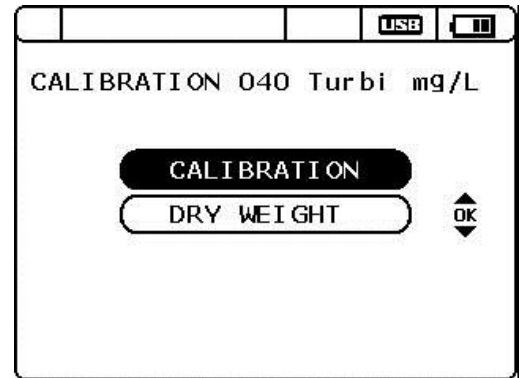 USB
CALIBRATION 040 Turbi mg/L
CALIBRATION
DRY WEIGHT
OK